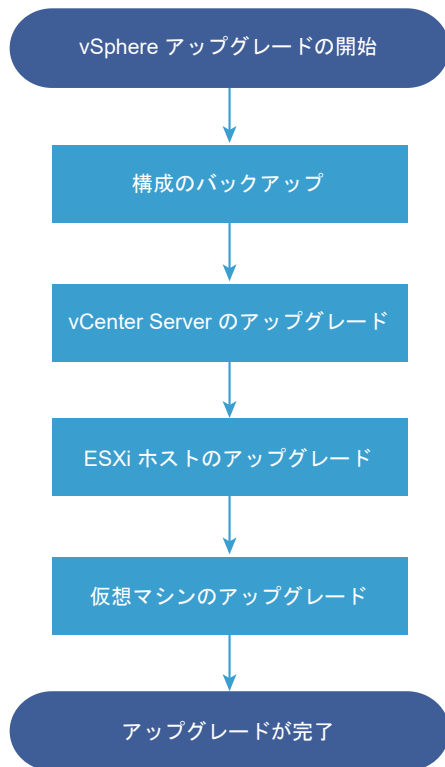 vSphere アップグレードの開始
構成のバックアップ
vCenter Server のアップグレード
ESXi ホストのアップグレード
仮想マシンのアップグレード
アップグレードが完了